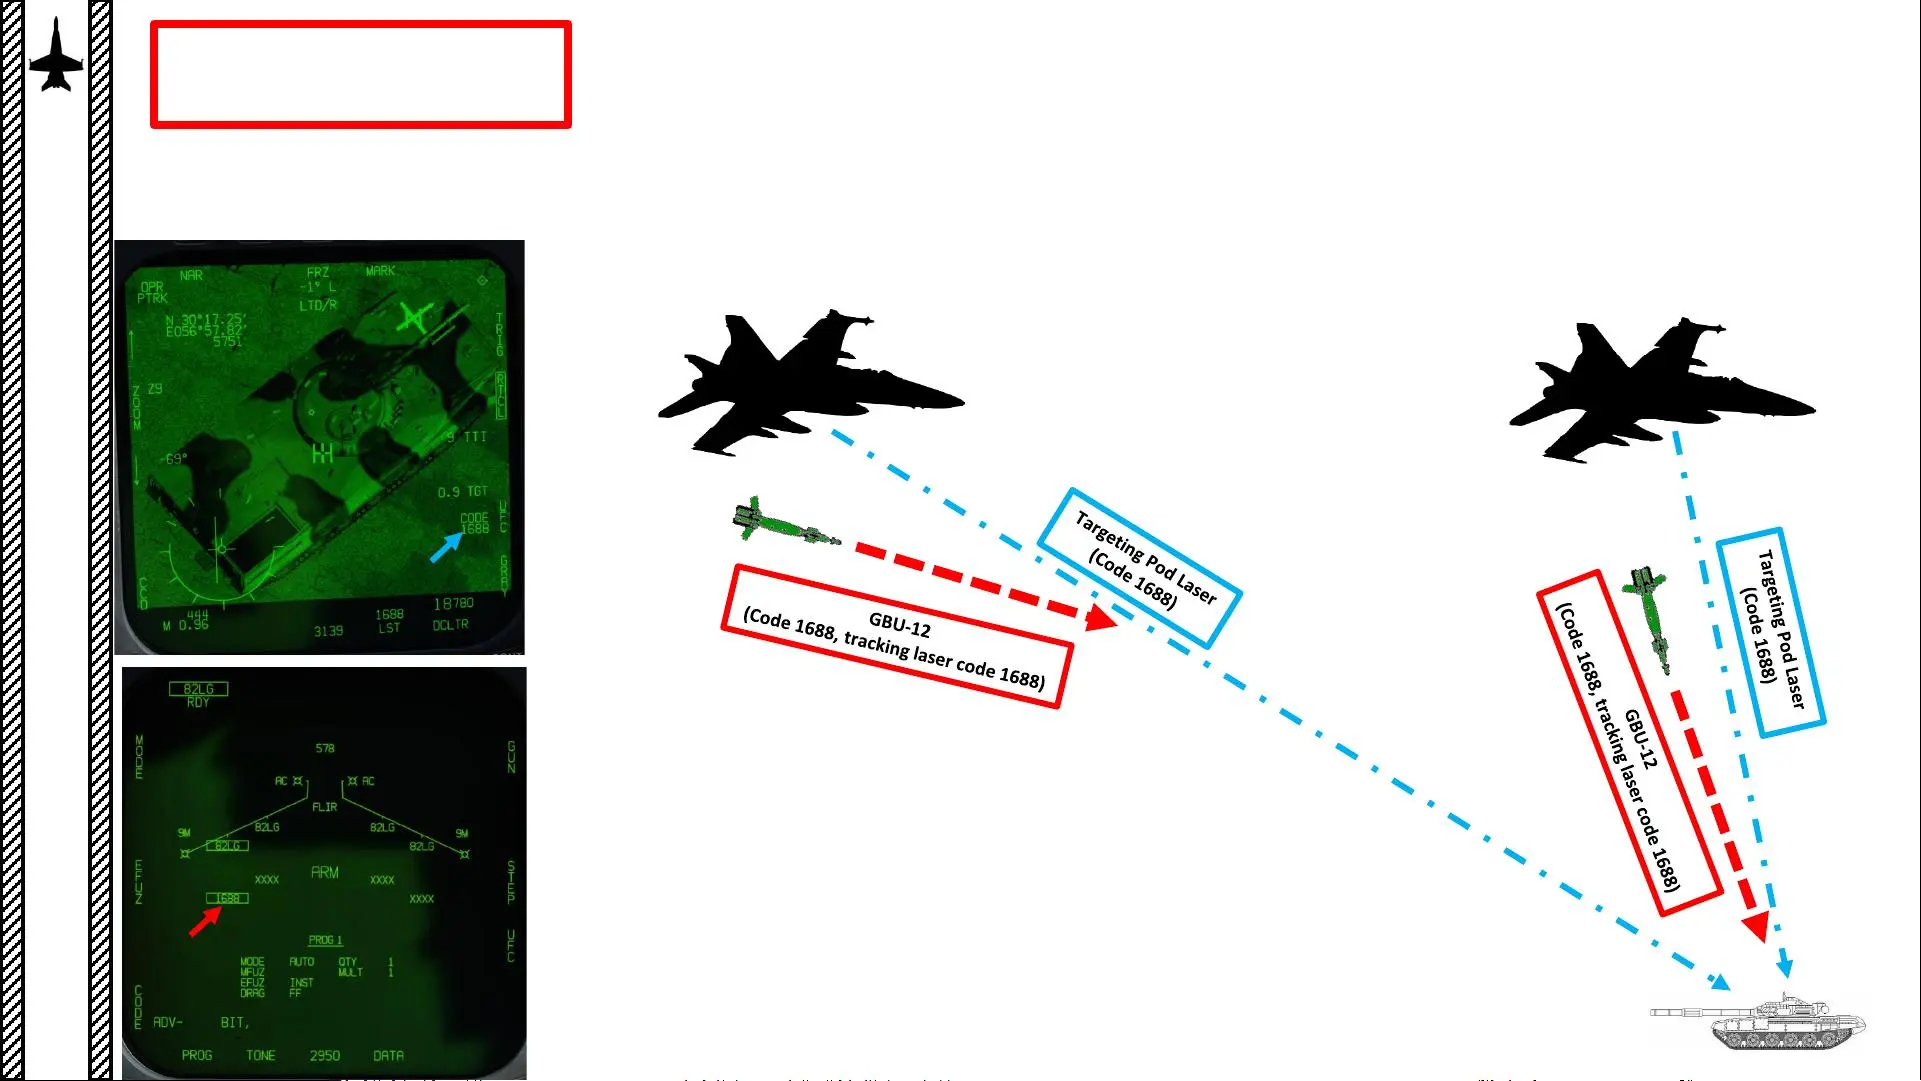 NAR
FRZ
MARK
OPR
-1° L
PTRK
LTD/R
N 30°17.25'
E056°57.82'
5751
TRIG
Z9
ZOOM
RTCL
9 TTI
-69°
0.9 TGT
UFC
CODE
1688
GRA
CCD
444
M 0.96
3139
1688
LST
18780
DCLTR
82LG
RDY
MODE
GUN
578
AC
AC
FLIR
9M
82LG
82LG
9M
82LG
82LG
EFUZ
ARM
STEP
XXXX
XXXX
1688
XXXX
PROG 1
UFC
MODE AUTO QTY 1
MFUZ MULT 1
EFUZ INST
DRAG FF
CODE
ADV- BIT,
PROG
TONE
2950
DATA
Targeting Pod Laser
(Code 1688)
GBU-12
(Code 1688, tracking laser code 1688)
Targeting Pod Laser
(Code 1688)
GBU-12
(Code 1688, tracking laser code 1688)